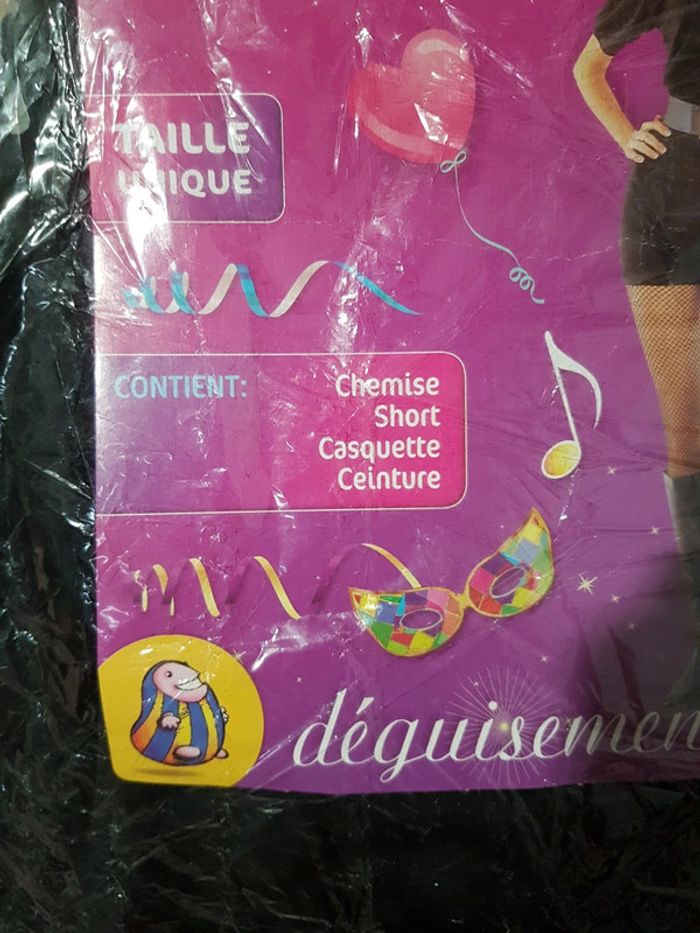 TAILLE
UNIQUE
CONTIENT:
Chemise
Short
Casquette
Ceinture
déguisemen